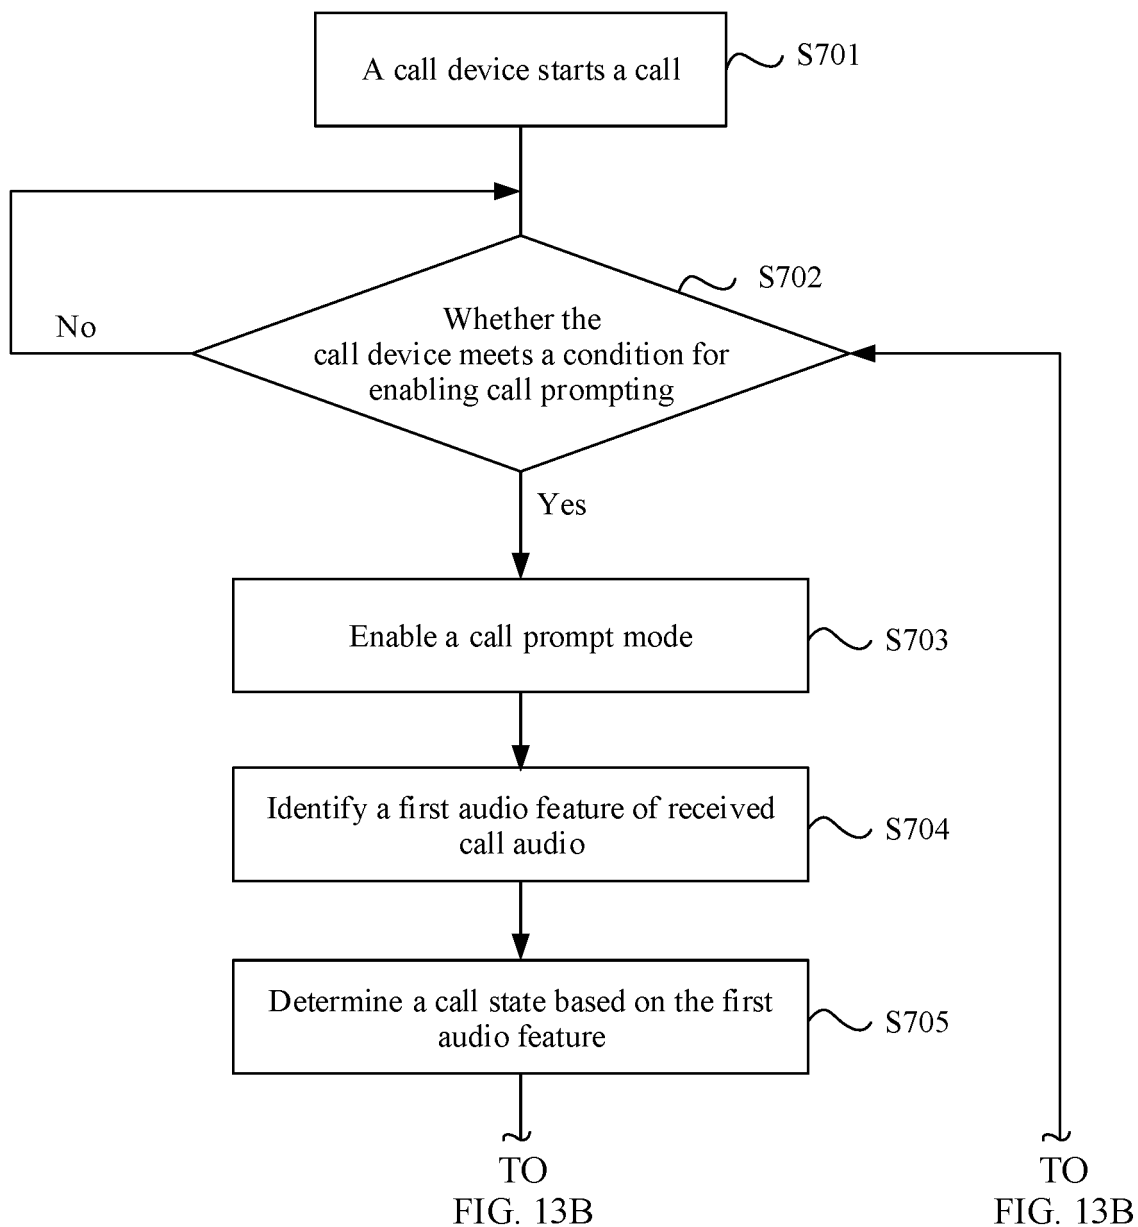 A call device starts a call
S701
S702
Whether the
call device meets a condition for
enabling call prompting
No
Yes
Enable a call prompt mode
S703
Identify a first audio feature of received
call audio
S704
Determine a call state based on the first
audio feature
S705
TO
FIG. 13B
TO
FIG. 13B